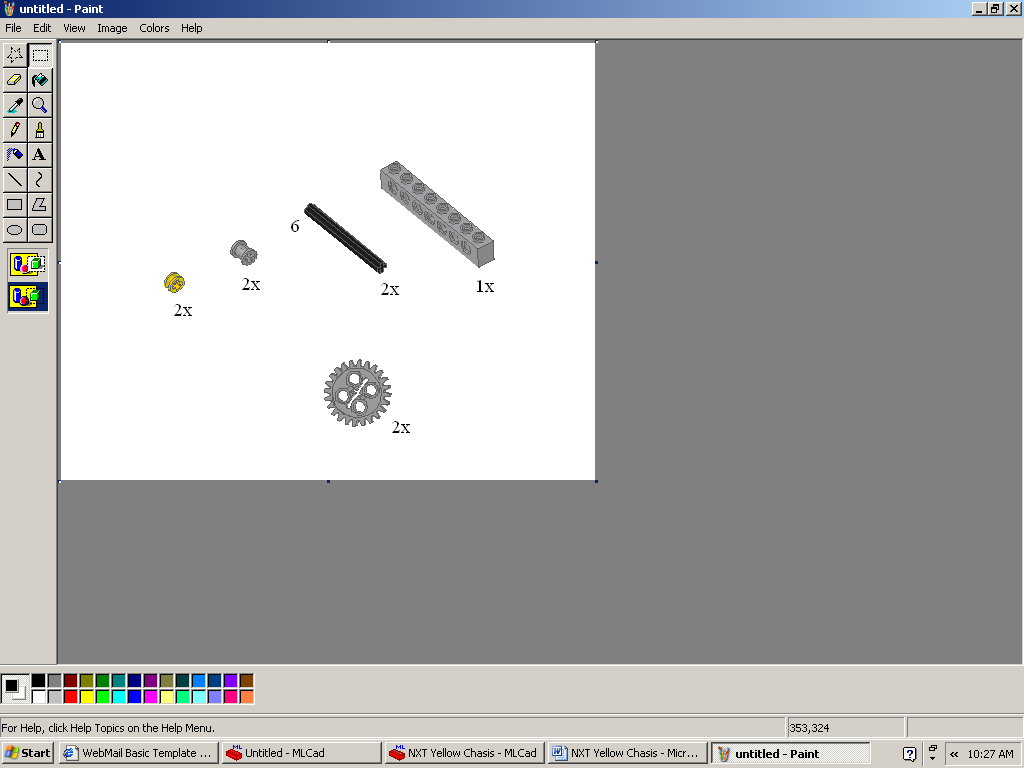 untitled - Paint
File Edit View Image Colors Help
A
6
2x
2x
2x
1x
2x
For Help, click Help Topics on the Help Menu.
353,324
Start
WebMail Basic Template ...
Untitled - MLCad
NXT Yellow Chasis - MLCad
NXT Yellow Chasis - Micr...
untitled - Paint
? « 10:27 AM